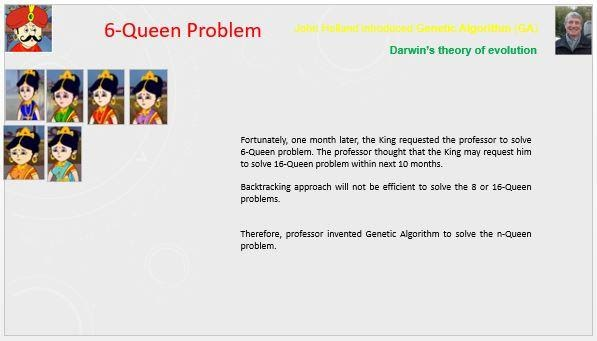 6-Queen Problem
John Holland introduced Genetic Algorithm (GA)
Darwin's theory of evolution
Fortunately, one month later, the King requested the professor to solve
6-Queen problem. The professor thought that the King may request him
to solve 16-Queen problem within next 10 months.
Backtracking approach will not be efficient to solve the 8 or 16-Queen
problems.
Therefore, professor invented Genetic Algorithm to solve the n-Queen
problem.